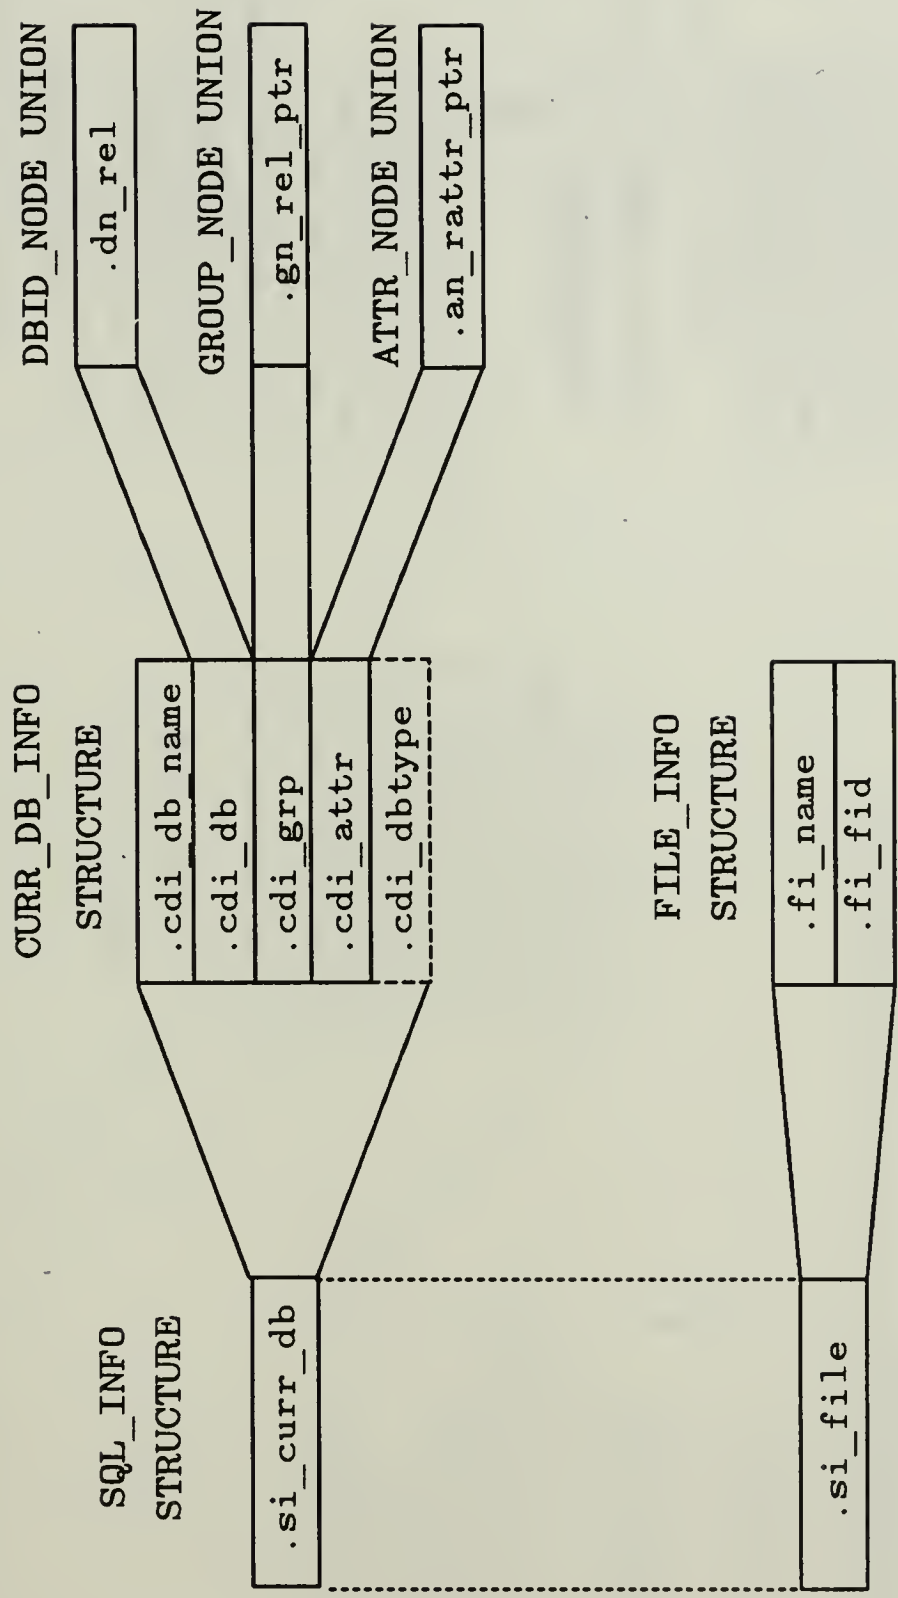 SQL_INFO
STRUCTURE
.si_curr_db
.si_file
CURR_DB_INFO
STRUCTURE
.cdi_db_name
.cdi_db
.cdi_grp
.cdi_attr
.cdi_dbtype
FILE_INFO
STRUCTURE
.fi_name
.fi_fid
DBID_NODE UNION
.dn_rel
GROUP_NODE UNION
.gn_rel_ptr
ATTR_NODE UNION
.an_rattr_ptr